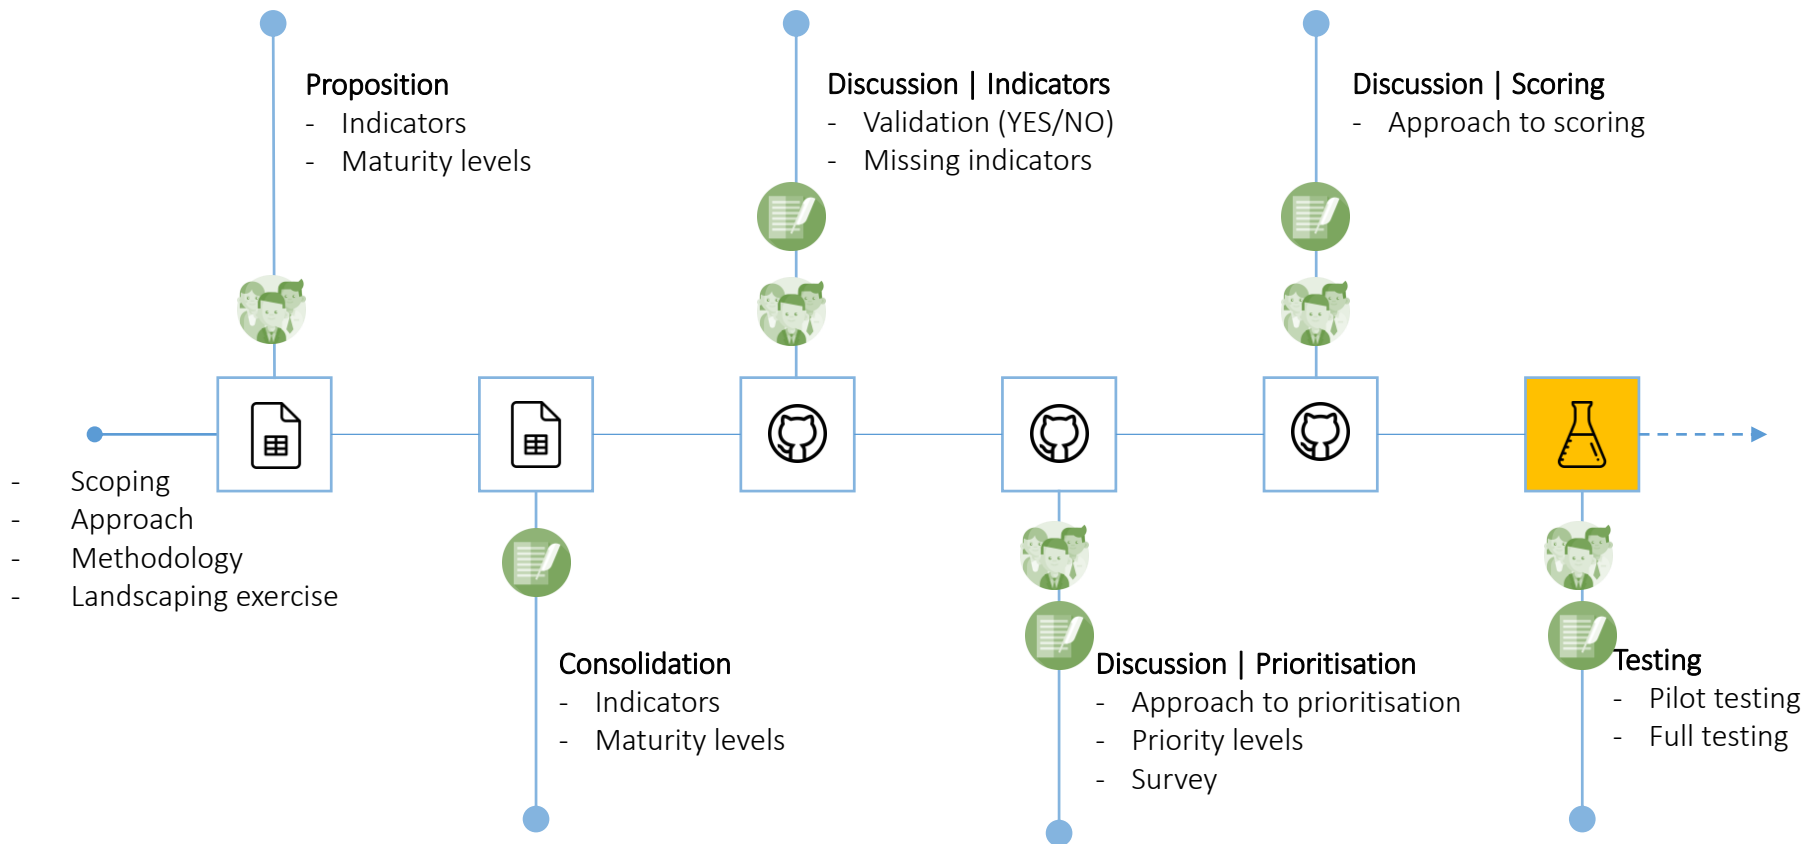 Proposition
- Indicators
- Maturity levels
Discussion | Indicators
- Validation (YES/NO)
- Missing indicators
Discussion | Scoring
- Approach to scoring
- Scoping
- Approach
- Methodology
- Landscaping exercise
Consolidation
- Indicators
- Maturity levels
Discussion | Prioritisation
- Approach to prioritisation
- Priority levels
- Survey
Testing
- Pilot testing
- Full testing